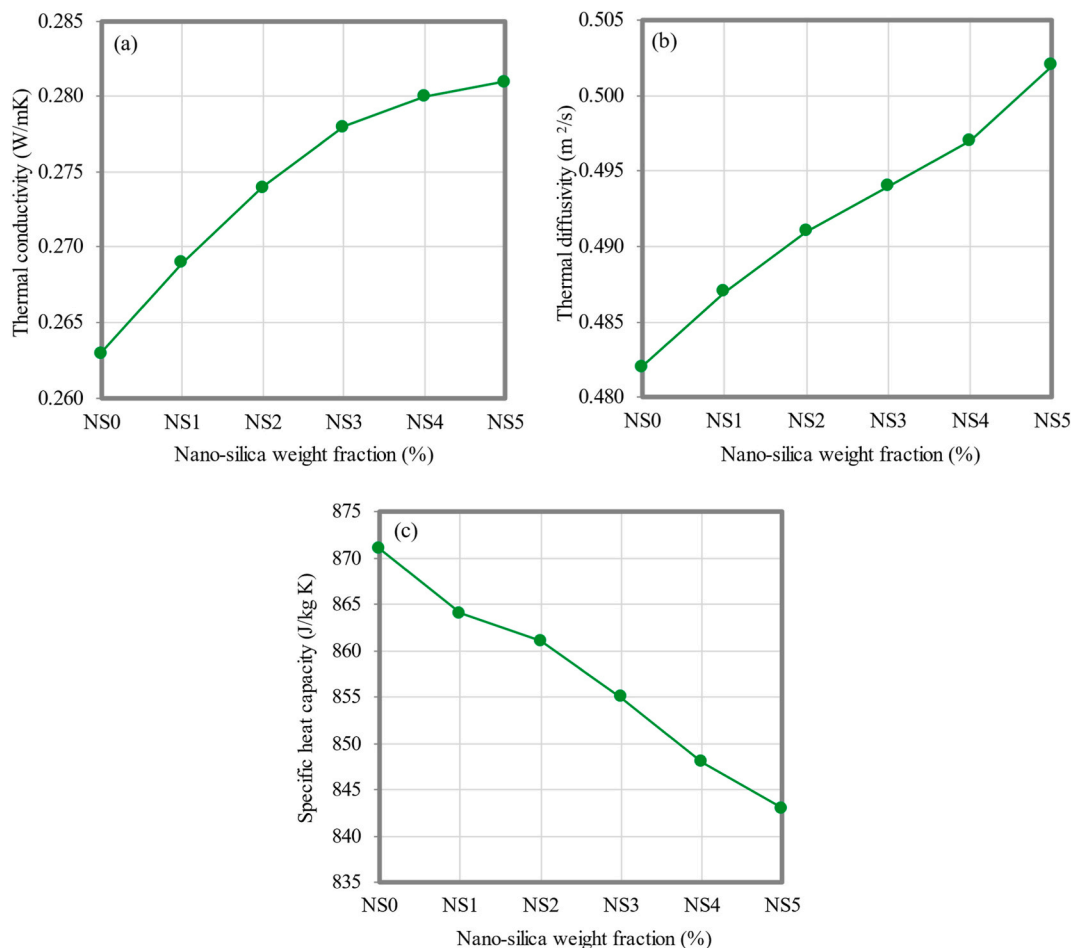 (a)
Thermal conductivity (W/mK)
0.285
0.280
0.275
0.270
0.265
0.260
NS0 NS1 NS2 NS3 NS4 NS5
Nano-silica weight fraction (%)
(b)
Thermal diffusivity (m ²/s)
0.505
0.500
0.495
0.490
0.485
0.480
NS0 NS1 NS2 NS3 NS4 NS5
Nano-silica weight fraction (%)
(c)
Specific heat capacity (J/kg K)
875
870
865
860
855
850
845
840
835
NS0 NS1 NS2 NS3 NS4 NS5
Nano-silica weight fraction (%)